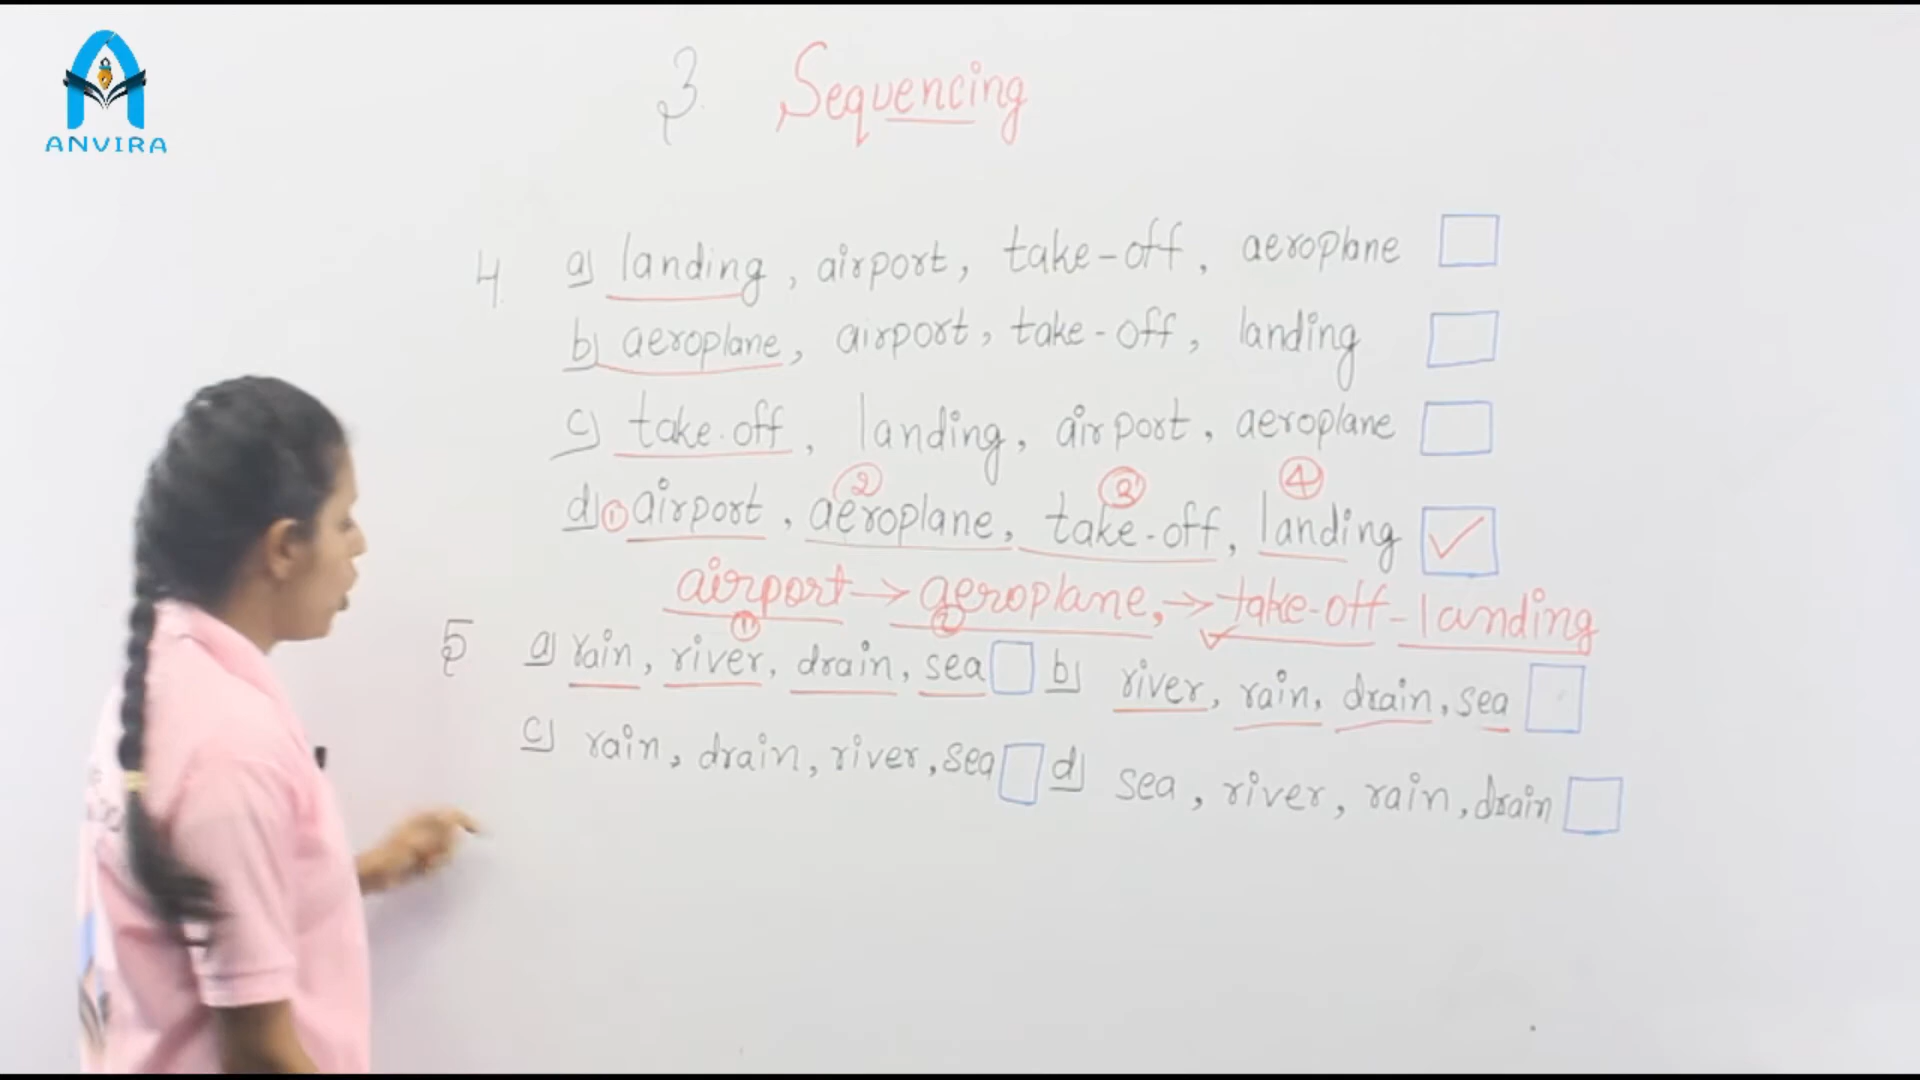 ANVIRA
3. Sequencing
4 a) landing, airport, take-off, aeroplane
b) aeroplane, airport, take-off, landing
c) take-off, landing, airport, aeroplane
② ③ ④
d) ① airport, aeroplane, take-off, landing ✓
airport → aeroplane, → take-off - landing
① ②
5 a) rain, river, drain, sea b) river, rain, drain, sea
c) rain, drain, river, sea d) sea, river, rain, drain